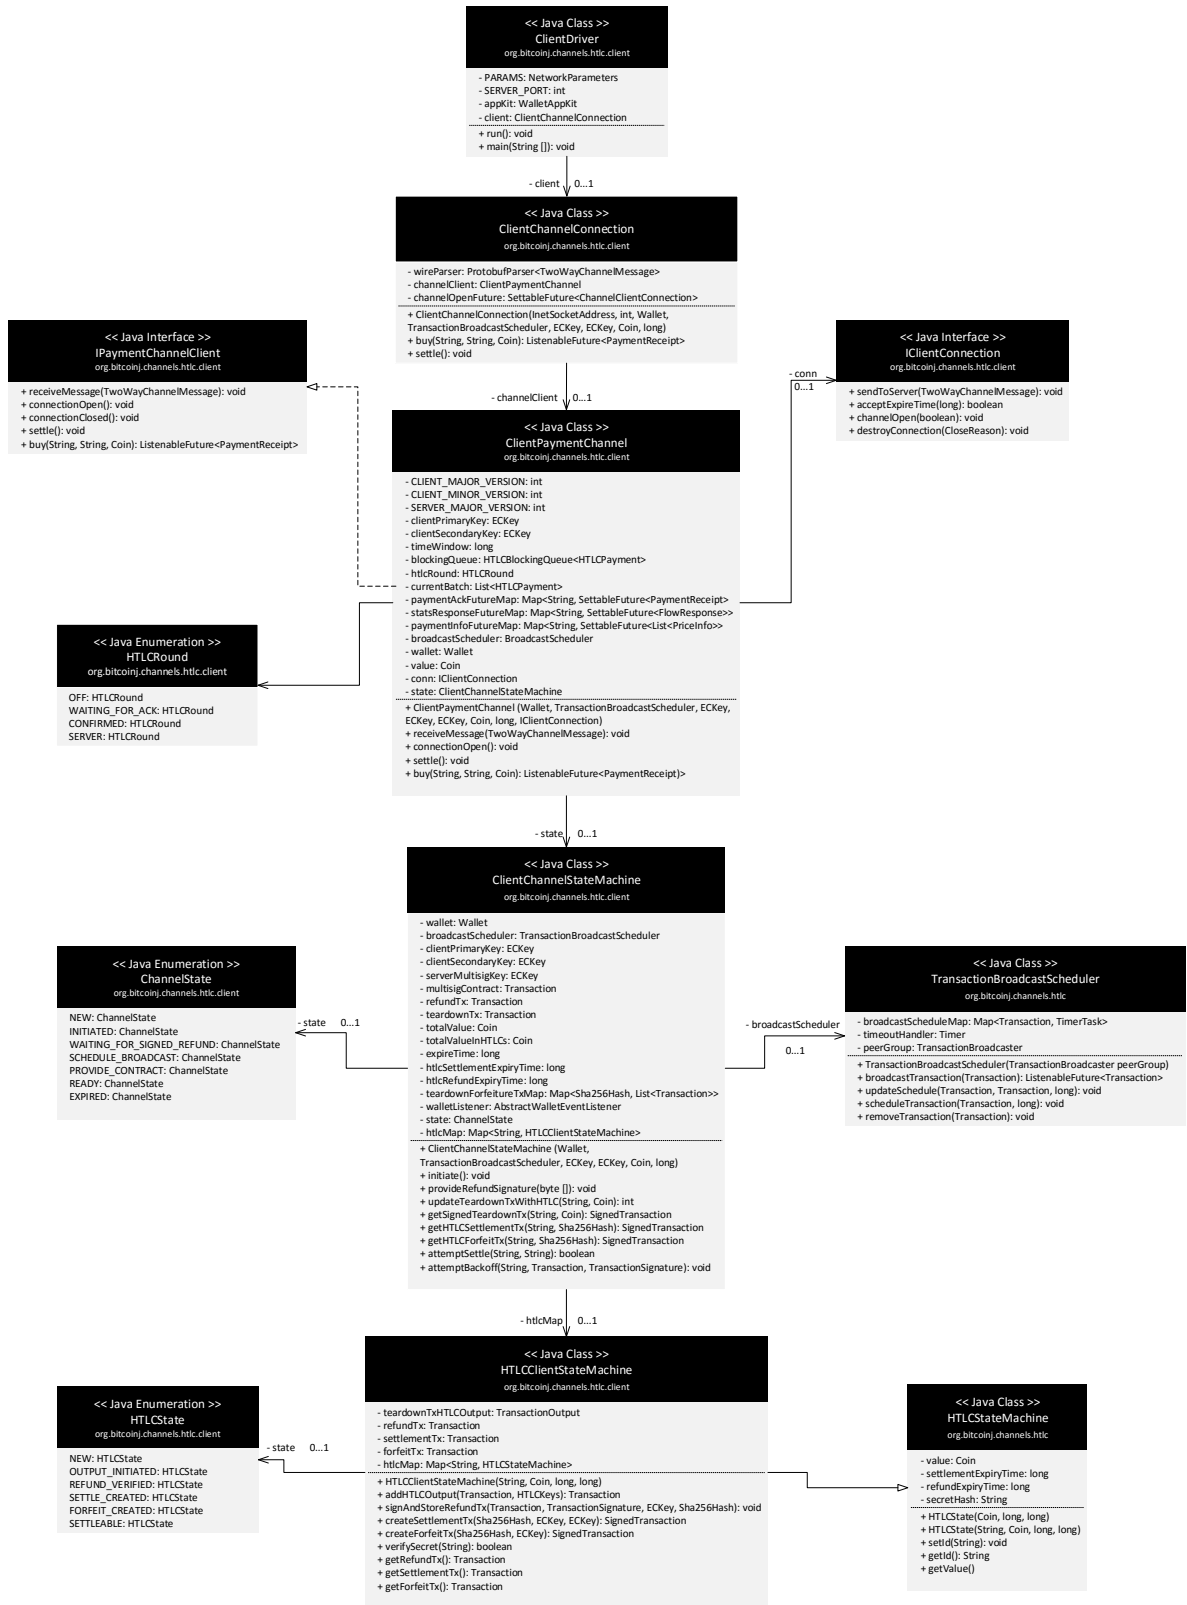 << Java Class >>
ClientDriver
org.bitcoinj.channels.htlc.client
- PARAMS: NetworkParameters
- SERVER_PORT: int
- appKit: WalletAppKit
- client: ClientChannelConnection
+ run(): void
+ main(String []): void
- client 0...1
<< Java Class >>
ClientChannelConnection
org.bitcoinj.channels.htlc.client
- wireParser: ProtobufParser<TwoWayChannelMessage>
- channelClient: ClientPaymentChannel
- channelOpenFuture: SettableFuture<ChannelClientConnection>
+ ClientChannelConnection(InetSocketAddress, int, Wallet,
TransactionBroadcastScheduler, ECKey, ECKey, Coin, long)
+ buy(String, String, Coin): ListenableFuture<PaymentReceipt>
+ settle(): void
<< Java Interface >>
IPaymentChannelClient
org.bitcoinj.channels.htlc.client
+ receiveMessage(TwoWayChannelMessage): void
+ connectionOpen(): void
+ connectionClosed(): void
+ settle(): void
+ buy(String, String, Coin): ListenableFuture<PaymentReceipt>
<< Java Interface >>
IClientConnection
org.bitcoinj.channels.htlc.client
+ sendToServer(TwoWayChannelMessage): void
+ acceptExpireTime(long): boolean
+ channelOpen(boolean): void
+ destroyConnection(CloseReason): void
- conn
0...1
- channelClient 0...1
<< Java Class >>
ClientPaymentChannel
org.bitcoinj.channels.htlc.client
- CLIENT_MAJOR_VERSION: int
- CLIENT_MINOR_VERSION: int
- SERVER_MAJOR_VERSION: int
- clientPrimaryKey: ECKey
- clientSecondaryKey: ECKey
- timeWindow: long
- blockingQueue: HTLCBlockingQueue<HTLCPayment>
- htlcRound: HTLCRound
- currentBatch: List<HTLCPayment>
- paymentAckFutureMap: Map<String, SettableFuture<PaymentReceipt>
- statsResponseFutureMap: Map<String, SettableFuture<FlowResponse>>
- paymentInfoFutureMap: Map<String, SettableFuture<List<PriceInfo>>
- broadcastScheduler: BroadcastScheduler
- wallet: Wallet
- value: Coin
- conn: IClientConnection
- state: ClientChannelStateMachine
+ ClientPaymentChannel (Wallet, TransactionBroadcastScheduler, ECKey,
ECKey, ECKey, Coin, long, IClientConnection)
+ receiveMessage(TwoWayChannelMessage): void
+ connectionOpen(): void
+ settle(): void
+ buy(String, String, Coin): ListenableFuture<PaymentReceipt)>
<< Java Enumeration >>
HTLCRound
org.bitcoinj.channels.htlc.client
OFF: HTLCRound
WAITING_FOR_ACK: HTLCRound
CONFIRMED: HTLCRound
SERVER: HTLCRound
- state 0...1
<< Java Class >>
ClientChannelStateMachine
org.bitcoinj.channels.htlc.client
- wallet: Wallet
- broadcastScheduler: TransactionBroadcastScheduler
- clientPrimaryKey: ECKey
- clientSecondaryKey: ECKey
- serverMultisigKey: ECKey
- multisigContract: Transaction
- refundTx: Transaction
- teardownTx: Transaction
- totalValue: Coin
- totalValueInHTLCs: Coin
- expireTime: long
- htlcSettlementExpiryTime: long
- htlcRefundExpiryTime: long
- teardownForfeitureTxMap: Map<Sha256Hash, List<Transaction>>
- walletListener: AbstractWalletEventListener
- state: ChannelState
- htlcMap: Map<String, HTLCClientStateMachine>
+ ClientChannelStateMachine (Wallet,
TransactionBroadcastScheduler, ECKey, ECKey, Coin, long)
+ initiate(): void
+ provideRefundSignature(byte []): void
+ updateTeardownTxWithHTLC(String, Coin): int
+ getSignedTeardownTx(String, Coin): SignedTransaction
+ getHTLCSettlementTx(String, Sha256Hash): SignedTransaction
+ getHTLCForfeitTx(String, Sha256Hash): SignedTransaction
+ attemptSettle(String, String): boolean
+ attemptBackoff(String, Transaction, TransactionSignature): void
<< Java Enumeration >>
ChannelState
org.bitcoinj.channels.htlc.client
NEW: ChannelState
INITIATED: ChannelState
WAITING_FOR_SIGNED_REFUND: ChannelState
SCHEDULE_BROADCAST: ChannelState
PROVIDE_CONTRACT: ChannelState
READY: ChannelState
EXPIRED: ChannelState
- state 0...1
- broadcastScheduler
0...1
<< Java Class >>
TransactionBroadcastScheduler
org.bitcoinj.channels.htlc
- broadcastScheduleMap: Map<Transaction, TimerTask>
- timeoutHandler: Timer
- peerGroup: TransactionBroadcaster
+ TransactionBroadcastScheduler(TransactionBroadcaster peerGroup)
+ broadcastTransaction(Transaction): ListenableFuture<Transaction>
+ updateSchedule(Transaction, Transaction, long): void
+ scheduleTransaction(Transaction, long): void
+ removeTransaction(Transaction): void
- htlcMap 0...1
<< Java Class >>
HTLCClientStateMachine
org.bitcoinj.channels.htlc.client
- teardownTxHTLCOutput: TransactionOutput
- refundTx: Transaction
- settlementTx: Transaction
- forfeitTx: Transaction
- htlcMap: Map<String, HTLCStateMachine>
+ HTLCClientStateMachine(String, Coin, long, long)
+ addHTLCOutput(Transaction, HTLCKeys): Transaction
+ signAndStoreRefundTx(Transaction, TransactionSignature, ECKey, Sha256Hash): void
+ createSettlementTx(Sha256Hash, ECKey, ECKey): SignedTransaction
+ createForfeitTx(Sha256Hash, ECKey): SignedTransaction
+ verifySecret(String): boolean
+ getRefundTx(): Transaction
+ getSettlementTx(): Transaction
+ getForfeitTx(): Transaction
<< Java Enumeration >>
HTLCState
org.bitcoinj.channels.htlc.client
NEW: HTLCState
OUTPUT_INITIATED: HTLCState
REFUND_VERIFIED: HTLCState
SETTLE_CREATED: HTLCState
FORFEIT_CREATED: HTLCState
SETTLEABLE: HTLCState
- state 0...1
<< Java Class >>
HTLCStateMachine
org.bitcoinj.channels.htlc
- value: Coin
- settlementExpiryTime: long
- refundExpiryTime: long
- secretHash: String
+ HTLCState(Coin, long, long)
+ HTLCState(String, Coin, long, long)
+ setId(String): void
+ getId(): String
+ getValue()